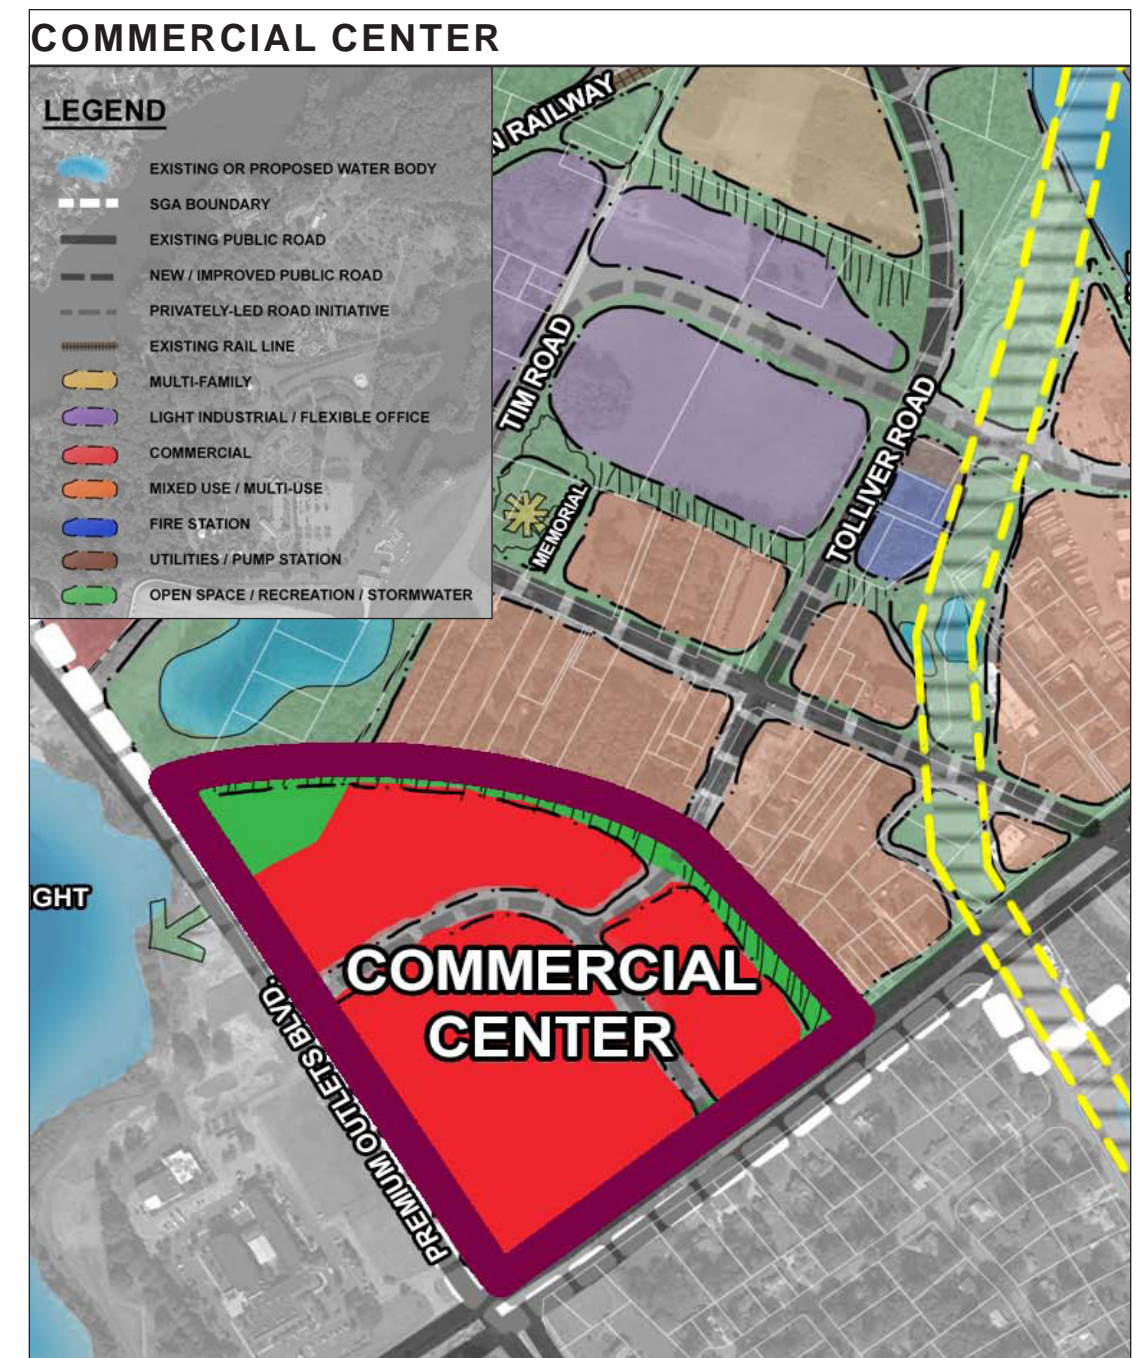 COMMERCIAL CENTER
LEGEND
EXISTING OR PROPOSED WATER BODY
SGA BOUNDARY
EXISTING PUBLIC ROAD
NEW / IMPROVED PUBLIC ROAD
PRIVATELY-LED ROAD INITIATIVE
EXISTING RAIL LINE
MULTI-FAMILY
LIGHT INDUSTRIAL / FLEXIBLE OFFICE
COMMERCIAL
MIXED USE / MULTI-USE
FIRE STATION
UTILITIES / PUMP STATION
OPEN SPACE / RECREATION / STORMWATER
N RAILWAY
TIM ROAD
TOLLIVER ROAD
MEMORIAL
IGHT
COMMERCIAL
CENTER
PREMIUM OUTLETS BLVD.